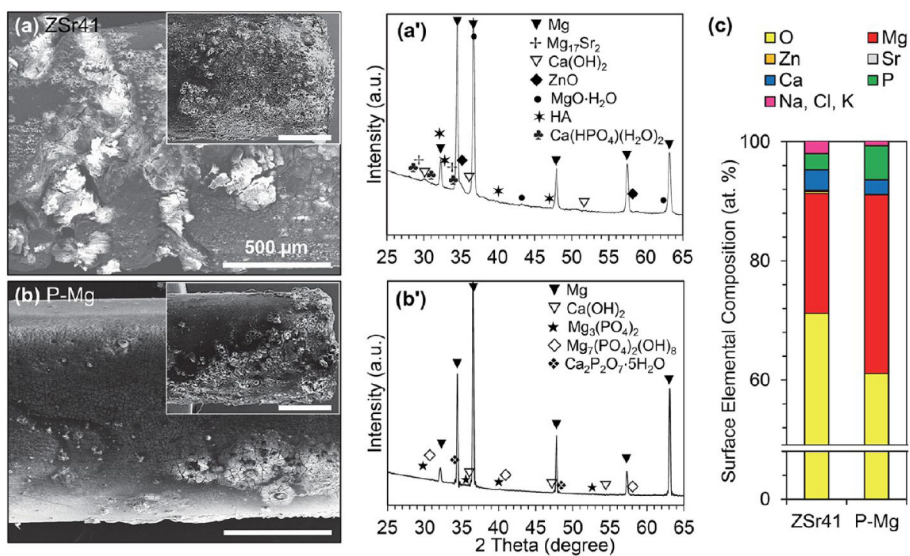 (a) ZSr41
500 μm
(b) P-Mg
(a')
Mg
Mg₁₇Sr₂
Ca(OH)₂
ZnO
MgO·H₂O
HA
Ca(HPO₄)(H₂O)₂
Intensity (a.u.)
25 30 35 40 45 50 55 60 65
(b')
Mg
Ca(OH)₂
Mg₃(PO₄)₂
Mg₇(PO₄)₂(OH)₈
Ca₂P₂O₇·5H₂O
Intensity (a.u.)
25 30 35 40 45 50 55 60 65
2 Theta (degree)
(c)
O Mg
Zn Sr
Ca P
Na, Cl, K
Surface Elemental Composition (at. %)
100
80
60
0
ZSr41 P-Mg